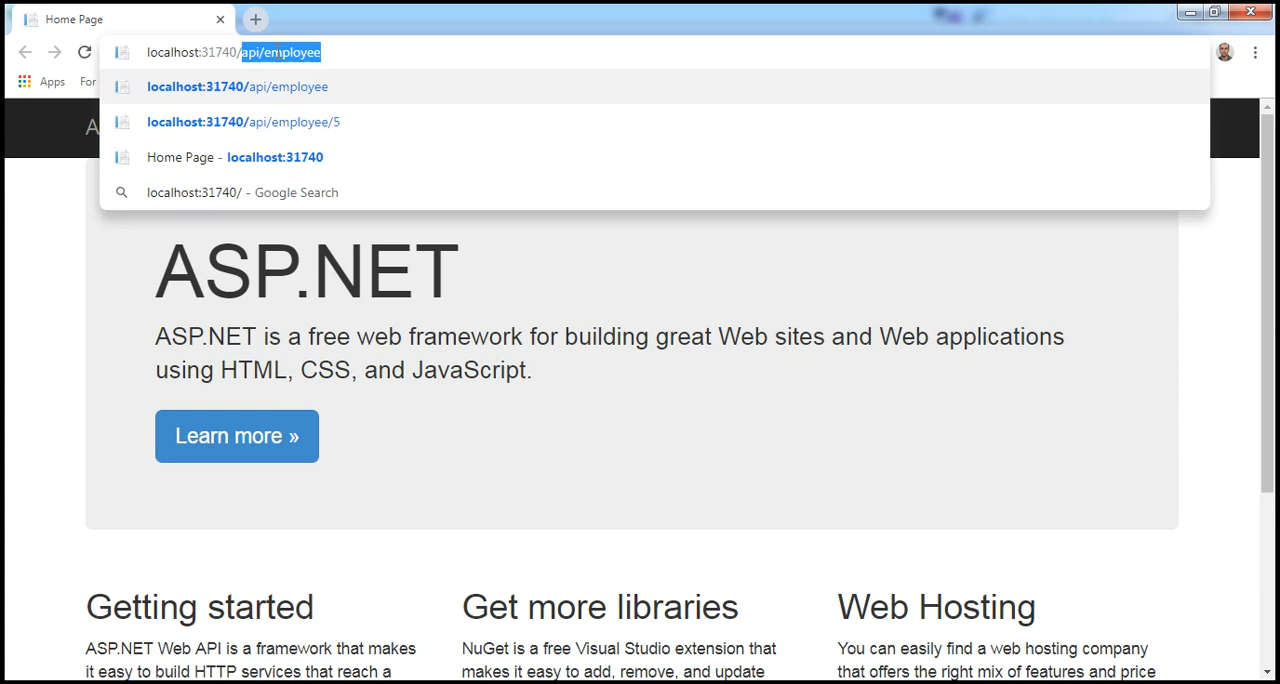 Home Page
localhost:31740/api/employee
Apps For
localhost:31740/api/employee
localhost:31740/api/employee/5
Home Page - localhost:31740
localhost:31740/ - Google Search
A
ASP.NET
ASP.NET is a free web framework for building great Web sites and Web applications
using HTML, CSS, and JavaScript.
Learn more »
Getting started
ASP.NET Web API is a framework that makes
it easy to build HTTP services that reach a
Get more libraries
NuGet is a free Visual Studio extension that
makes it easy to add, remove, and update
Web Hosting
You can easily find a web hosting company
that offers the right mix of features and price